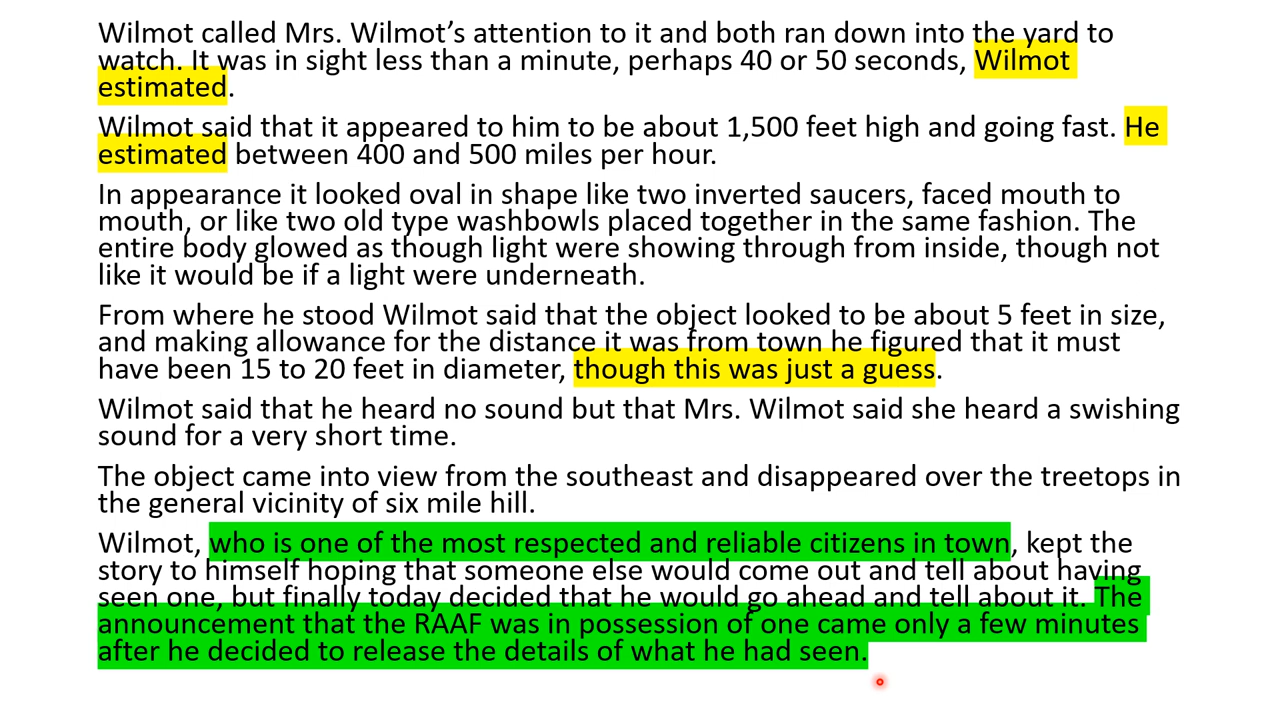 Wilmot called Mrs. Wilmot’s attention to it and both ran down into the yard to
watch. It was in sight less than a minute, perhaps 40 or 50 seconds, Wilmot
estimated.
Wilmot said that it appeared to him to be about 1,500 feet high and going fast. He
estimated between 400 and 500 miles per hour.
In appearance it looked oval in shape like two inverted saucers, faced mouth to
mouth, or like two old type washbowls placed together in the same fashion. The
entire body glowed as though light were showing through from inside, though not
like it would be if a light were underneath.
From where he stood Wilmot said that the object looked to be about 5 feet in size,
and making allowance for the distance it was from town he figured that it must
have been 15 to 20 feet in diameter, though this was just a guess.
Wilmot said that he heard no sound but that Mrs. Wilmot said she heard a swishing
sound for a very short time.
The object came into view from the southeast and disappeared over the treetops in
the general vicinity of six mile hill.
Wilmot, who is one of the most respected and reliable citizens in town, kept the
story to himself hoping that someone else would come out and tell about having
seen one, but finally today decided that he would go ahead and tell about it. The
announcement that the RAAF was in possession of one came only a few minutes
after he decided to release the details of what he had seen.